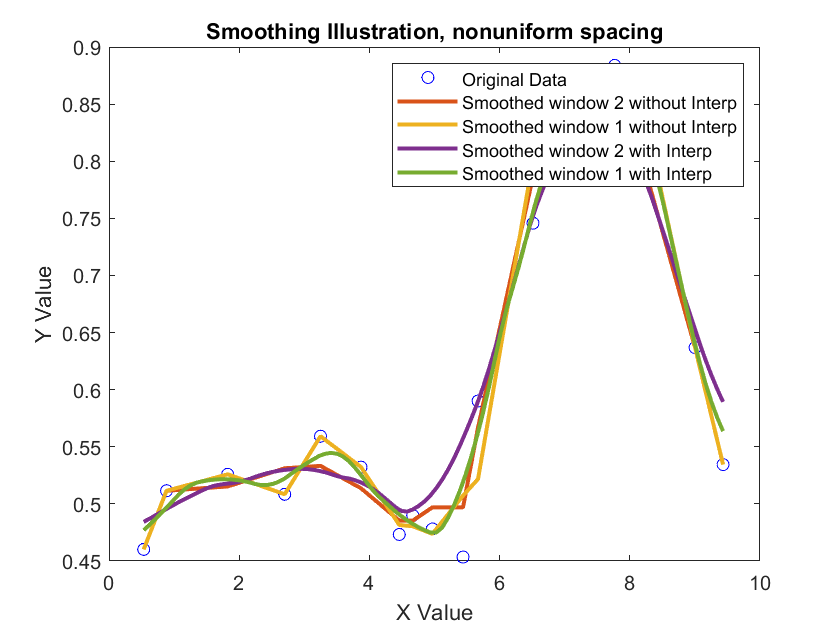 Smoothing Illustration, nonuniform spacing
0.9
0.85
0.8
0.75
0.7
0.65
0.6
0.55
0.5
0.45
Y Value
Original Data
Smoothed window 2 without Interp
Smoothed window 1 without Interp
Smoothed window 2 with Interp
Smoothed window 1 with Interp
0 2 4 6 8 10
X Value